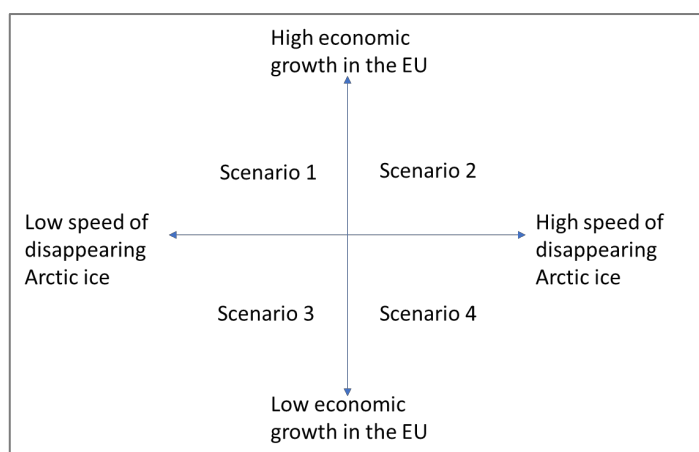 High economic
growth in the EU
Scenario 1
Scenario 2
Low speed of
disappearing
Arctic ice
High speed of
disappearing
Arctic ice
Scenario 3
Scenario 4
Low economic
growth in the EU